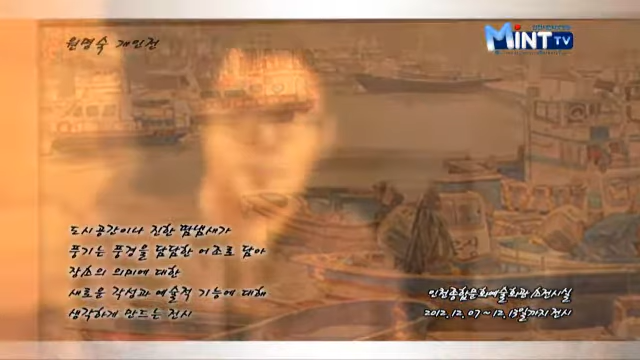 원명숙 개인전
MINT TV
도시공간이나 진한 땀냄새가
풍기는 풍경을 담담한 어조로 담아
장소의 의미에 대한
새로운 각성과 예술적 기능에 대해
생각하게 만드는 전시
인천종합문화예술회관 소전시실
2012. 12. 07 ~ 12. 13일까지 전시